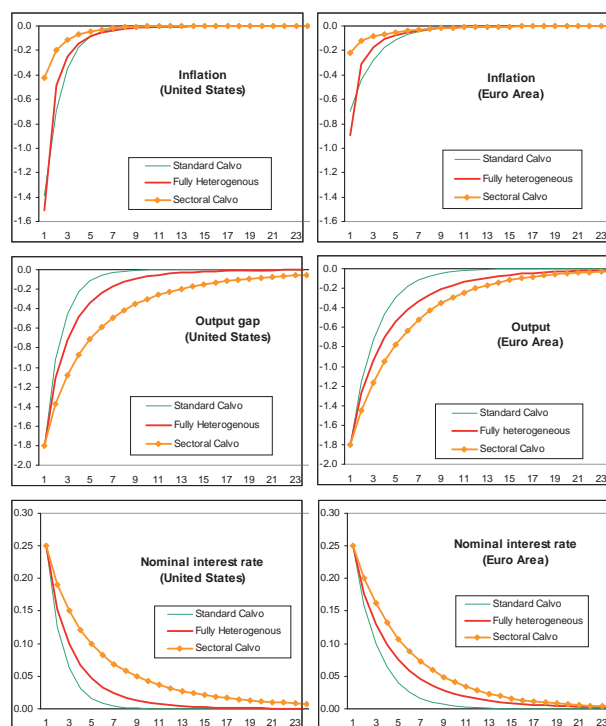 0.0
-0.2
-0.4
-0.6
-0.8
-1.0
-1.2
-1.4
-1.6
1 3 5 7 9 11 13 15 17 19 21 23
Inflation
(United States)
Standard Calvo
Fully Heterogenous
Sectoral Calvo
0.0
-0.2
-0.4
-0.6
-0.8
-1.0
-1.2
-1.4
-1.6
1 3 5 7 9 11 13 15 17 19 21 23
Inflation
(Euro Area)
Standard Calvo
Fully heterogeneous
Sectoral Calvo
1 3 5 7 9 11 13 15 17 19 21 23
0.0
-0.2
-0.4
-0.6
-0.8
-1.0
-1.2
-1.4
-1.6
-1.8
-2.0
Output gap
(United States)
Standard Calvo
Fully Heterogenous
Sectoral Calvo
1 3 5 7 9 11 13 15 17 19 21 23
0.0
-0.2
-0.4
-0.6
-0.8
-1.0
-1.2
-1.4
-1.6
-1.8
-2.0
Output
(Euro Area)
Standard Calvo
Fully heterogeneous
Sectoral Calvo
0.30
0.25
0.20
0.15
0.10
0.05
0.00
1 3 5 7 9 11 13 15 17 19 21 23
Nominal interest rate
(United States)
Standard Calvo
Fully Heterogenous
Sectoral Calvo
0.30
0.25
0.20
0.15
0.10
0.05
0.00
1 3 5 7 9 11 13 15 17 19 21 23
Nominal interest rate
(Euro Area)
Standard Calvo
Fully heterogeneous
Sectoral Calvo